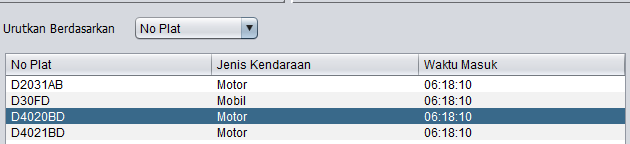 Urutkan Berdasarkan No Plat
No Plat Jenis Kendaraan Waktu Masuk
D2031AB Motor 06:18:10
D30FD Mobil 06:18:10
D4020BD Motor 06:18:10
D4021BD Motor 06:18:10